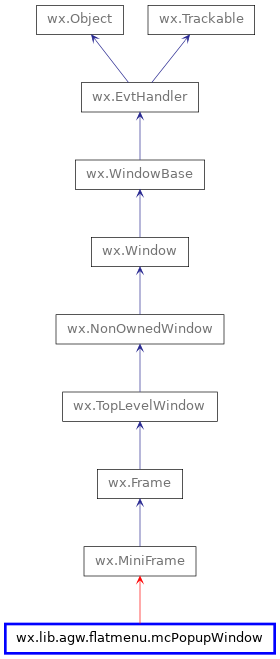 wx.Object
wx.Trackable
wx.EvtHandler
wx.WindowBase
wx.Window
wx.NonOwnedWindow
wx.TopLevelWindow
wx.Frame
wx.MiniFrame
wx.lib.agw.flatmenu.mcPopupWindow